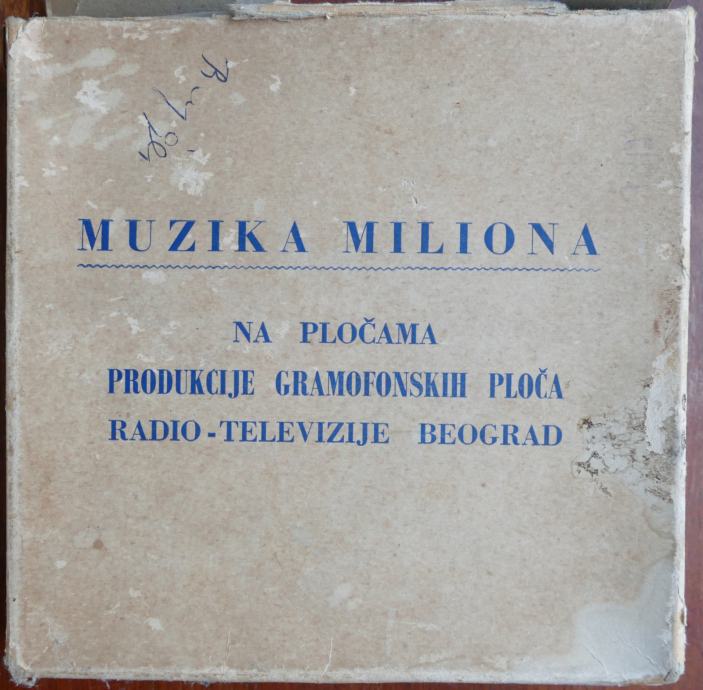 MUZIKA MILIONA
NA PLOČAMA
PRODUKCIJE GRAMOFONSKIH PLOČA
RADIO-TELEVIZIJE BEOGRAD